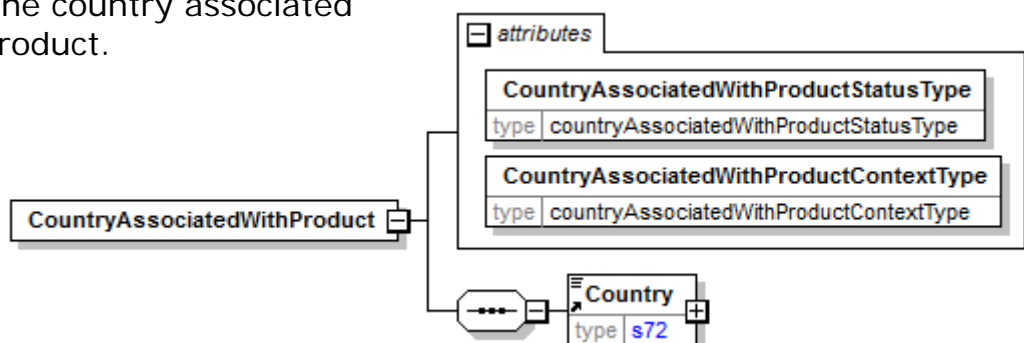 he country associated
roduct.
attributes
CountryAssociatedWithProductStatusType
type countryAssociatedWithProductStatusType
CountryAssociatedWithProductContextType
type countryAssociatedWithProductContextType
CountryAssociatedWithProduct
Country
type s72